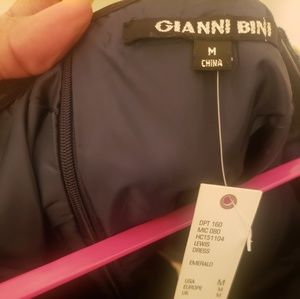 GIANNI BINI
M
CHINA
DPT 160
MIC 080
HC151104
LEWIS
DRESS
EMERALD
USA M
EUROPE M
UK M